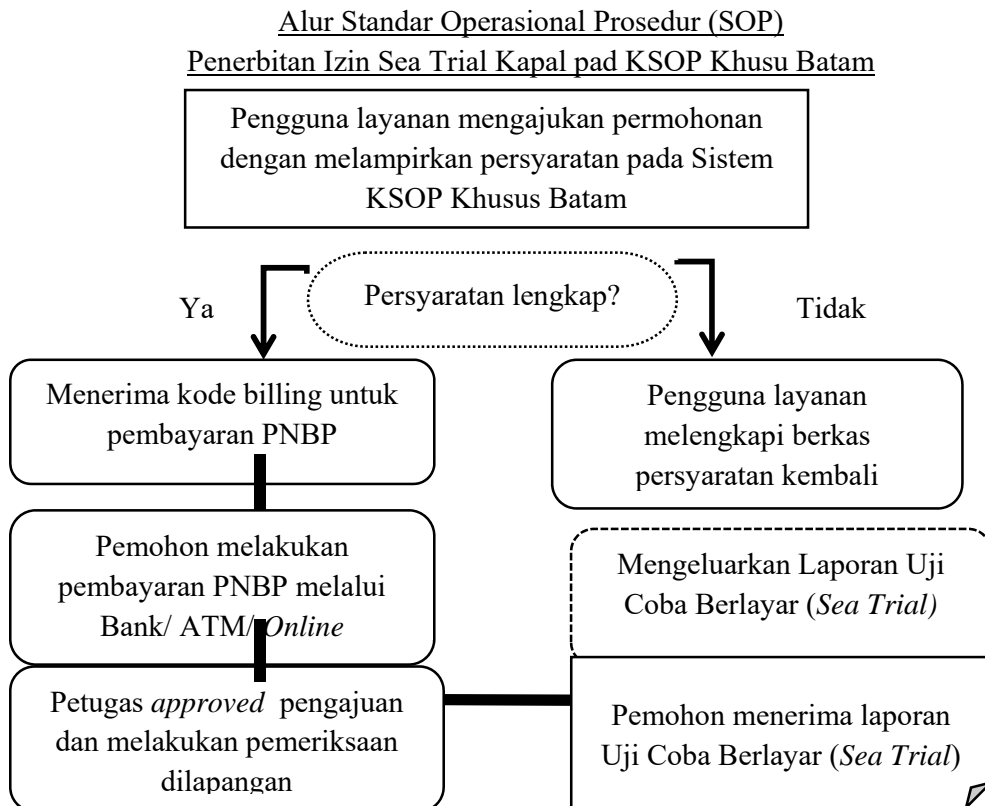 Alur Standar Operasional Prosedur (SOP)
Penerbitan Izin Sea Trial Kapal pad KSOP Khusu Batam
Pengguna layanan mengajukan permohonan
dengan melampirkan persyaratan pada Sistem
KSOP Khusus Batam
Persyaratan lengkap?
Ya
Tidak
Menerima kode billing untuk
pembayaran PNBP
Pengguna layanan
melengkapi berkas
persyaratan kembali
Pemohon melakukan
pembayaran PNBP melalui
Bank/ ATM/ Online
Mengeluarkan Laporan Uji
Coba Berlayar (Sea Trial)
Petugas approved pengajuan
dan melakukan pemeriksaan
dilapangan
Pemohon menerima laporan
Uji Coba Berlayar (Sea Trial)